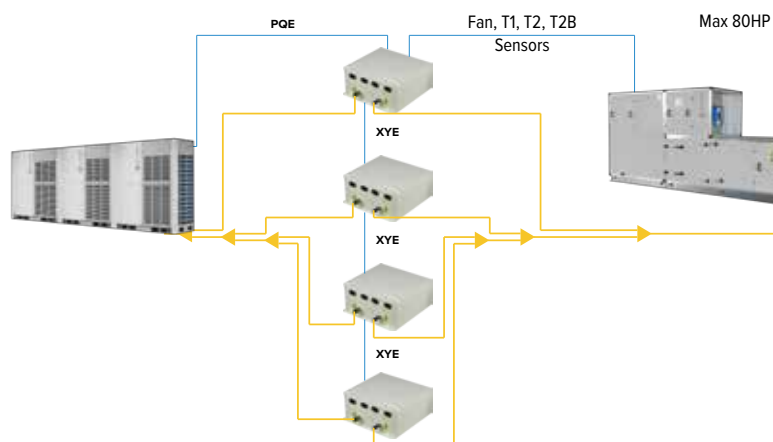 PQE
Fan, T1, T2, T2B
Sensors
Max 80HP
XYE
XYE
XYE